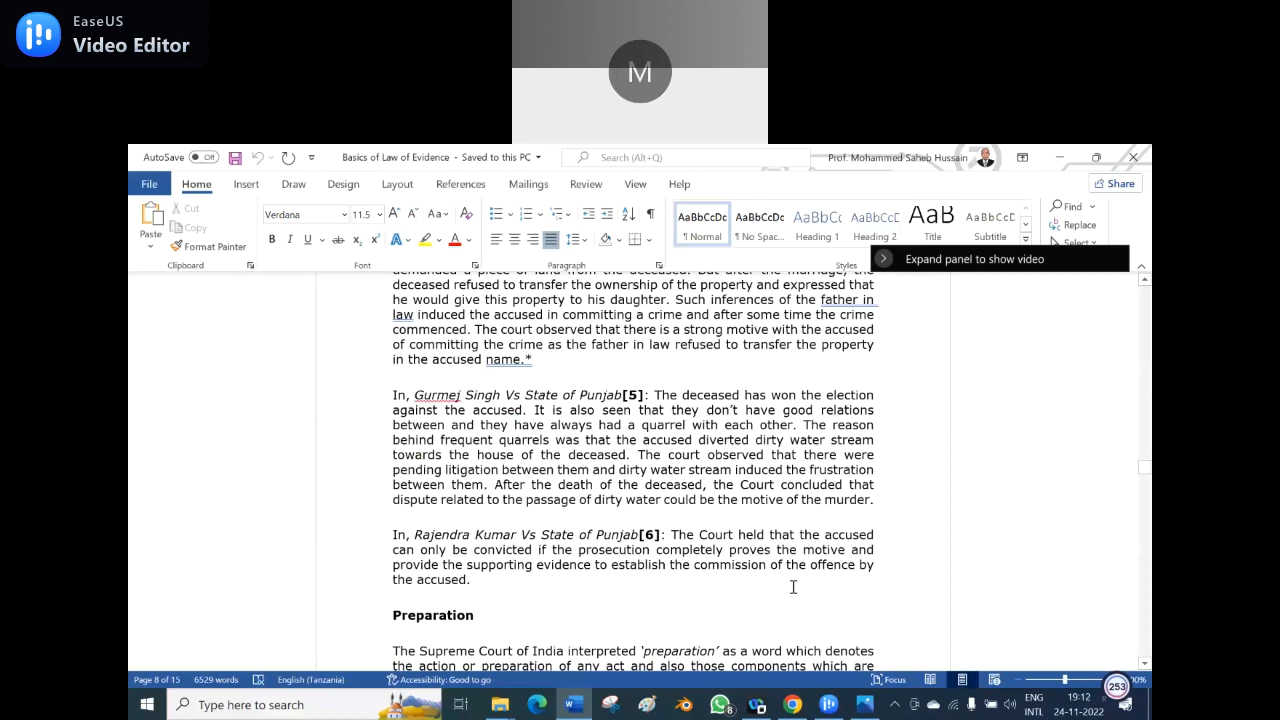 EaseUS
Video Editor
M
AutoSave Off Basics of Law of Evidence - Saved to this PC Search (Alt+Q) Prof. Mohammed Saheb Hussain
File Home Insert Draw Design Layout References Mailings Review View Help Share
Paste Cut Copy Format Painter Verdana 11.5 AaBbCcDc AaBbCcDc AaBbCc AaBbCcD AaB AaBbCcD Find Replace Select
¶ Normal ¶ No Spac... Heading 1 Heading 2 Title Subtitle
Clipboard Font Paragraph Styles
Expand panel to show video
demanded a piece of land from the deceased. But after the marriage, the
deceased refused to transfer the ownership of the property and expressed that
he would give this property to his daughter. Such inferences of the father in
law induced the accused in committing a crime and after some time the crime
commenced. The court observed that there is a strong motive with the accused
of committing the crime as the father in law refused to transfer the property
in the accused name.*
In, Gurmej Singh Vs State of Punjab[5]: The deceased has won the election
against the accused. It is also seen that they don't have good relations
between and they have always had a quarrel with each other. The reason
behind frequent quarrels was that the accused diverted dirty water stream
towards the house of the deceased. The court observed that there were
pending litigation between them and dirty water stream induced the frustration
between them. After the death of the deceased, the Court concluded that
dispute related to the passage of dirty water could be the motive of the murder.
In, Rajendra Kumar Vs State of Punjab[6]: The Court held that the accused
can only be convicted if the prosecution completely proves the motive and
provide the supporting evidence to establish the commission of the offence by
the accused.
Preparation
The Supreme Court of India interpreted 'preparation' as a word which denotes
the action or preparation of any act and also those components which are
Page 8 of 15 6529 words English (Tanzania) Accessibility: Good to go Focus 253
Type here to search 8 ENG INTL 19:12 24-11-2022